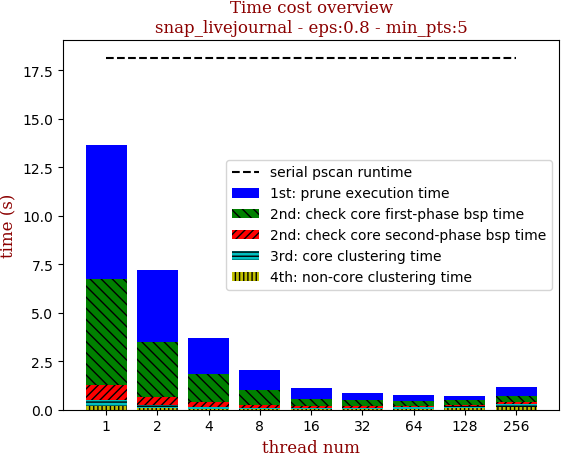 Time cost overview
snap_livejournal - eps:0.8 - min_pts:5
time (s)
17.5
15.0
12.5
10.0
7.5
5.0
2.5
0.0
serial pscan runtime
1st: prune execution time
2nd: check core first-phase bsp time
2nd: check core second-phase bsp time
3rd: core clustering time
4th: non-core clustering time
1 2 4 8 16 32 64 128 256
thread num